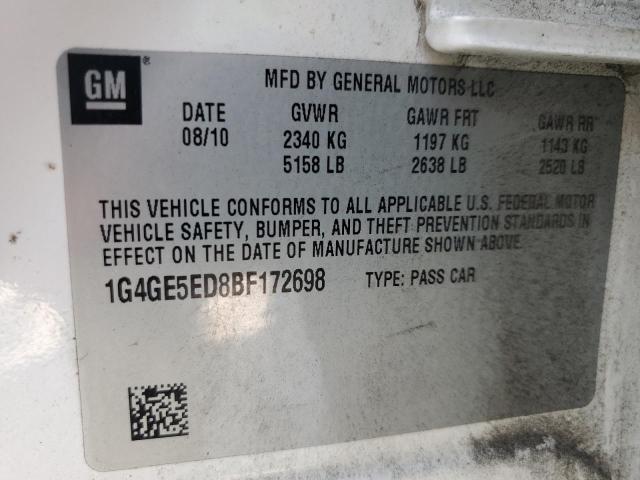 GM®
MFD BY GENERAL MOTORS LLC
DATE GVWR GAWR FRT GAWR RR
08/10 2340 KG 1197 KG 1143 KG
5158 LB 2638 LB 2520 LB
THIS VEHICLE CONFORMS TO ALL APPLICABLE U.S. FEDERAL MOTOR
VEHICLE SAFETY, BUMPER, AND THEFT PREVENTION STANDARDS IN
EFFECT ON THE DATE OF MANUFACTURE SHOWN ABOVE.
1G4GE5ED8BF172698 TYPE: PASS CAR